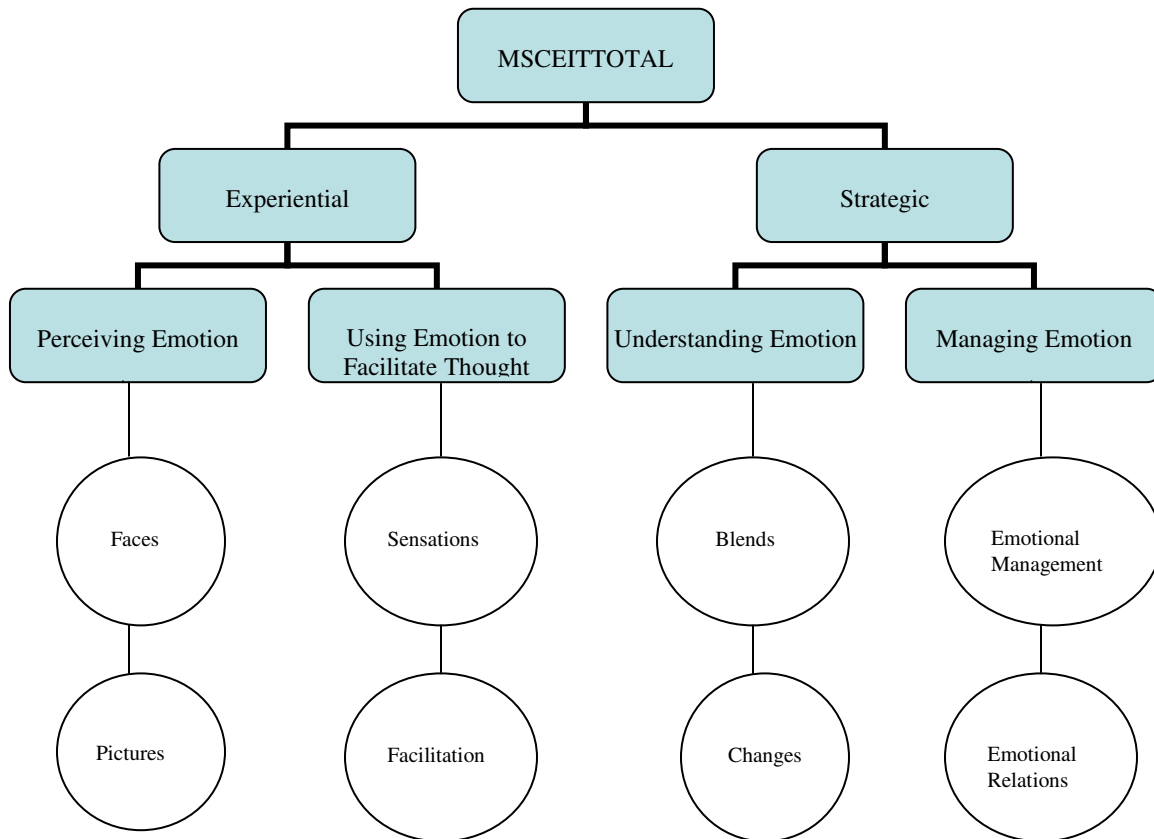 MSCEITTOTAL
Experiential
Strategic
Perceiving Emotion
Using Emotion to
Facilitate Thought
Understanding Emotion
Managing Emotion
Faces
Sensations
Blends
Emotional
Management
Pictures
Facilitation
Changes
Emotional
Relations